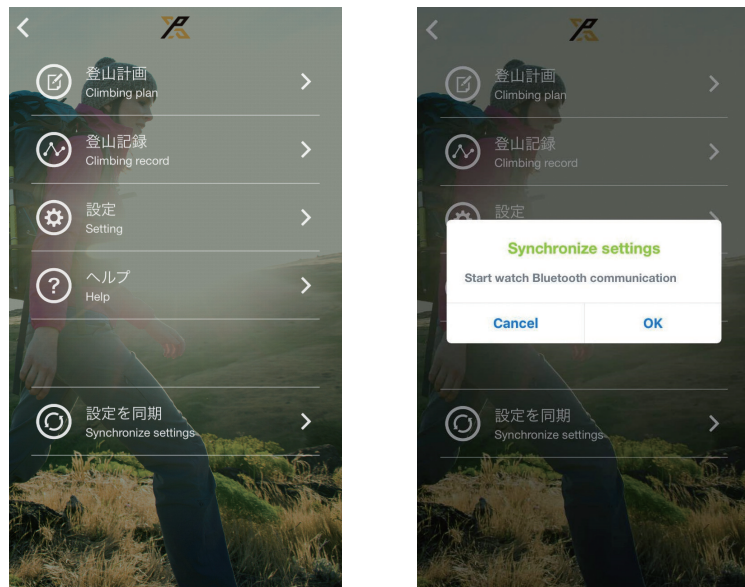 登山計画
Climbing plan
登山記録
Climbing record
設定
Setting
ヘルプ
Help
設定を同期
Synchronize settings
登山計画
Climbing plan
登山記録
Climbing record
設定
Synchronize settings
Start watch Bluetooth communication
Cancel
OK
設定を同期
Synchronize settings